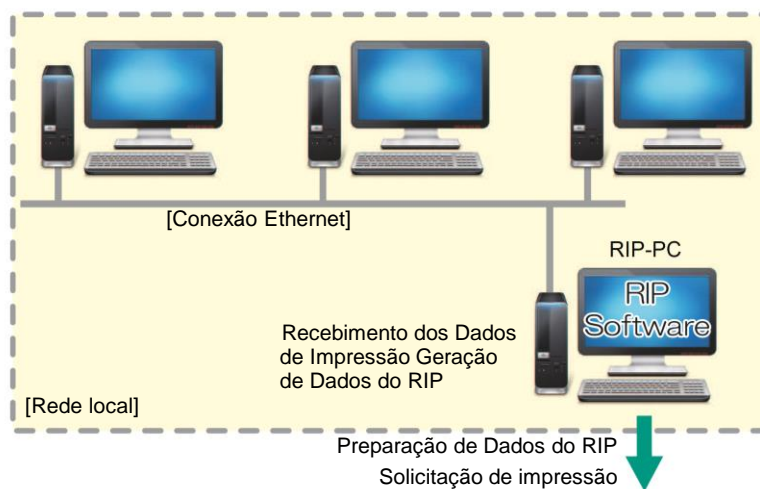 [Conexão Ethernet]
RIP-PC
RIP
Software
Recebimento dos Dados
de Impressão Geração
de Dados do RIP
[Rede local]
Preparação de Dados do RIP
Solicitação de impressão